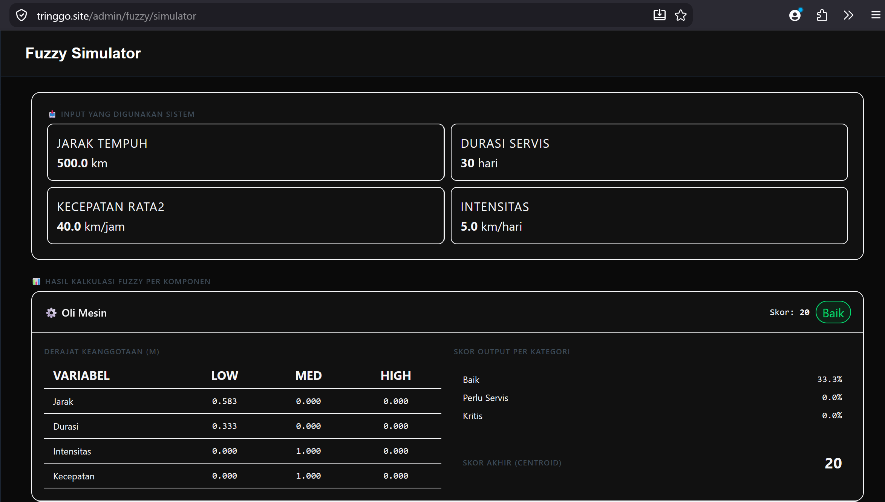 tringgo.site/admin/fuzzy/simulator
Fuzzy Simulator
INPUT YANG DIGUNAKAN SISTEM
JARAK TEMPUH
500.0 km
DURASI SERVIS
30 hari
KECEPATAN RATA2
40.0 km/jam
INTENSITAS
5.0 km/hari
HASIL KALKULASI FUZZY PER KOMPONEN
Oli Mesin
Skor: 20 Baik
DERAJAT KEANGGOTAAN (Μ)
VARIABEL LOW MED HIGH
Jarak 0.583 0.000 0.000
Durasi 0.333 0.000 0.000
Intensitas 0.000 1.000 0.000
Kecepatan 0.000 1.000 0.000
SKOR OUTPUT PER KATEGORI
Baik 33.3%
Perlu Servis 0.0%
Kritis 0.0%
SKOR AKHIR (CENTROID) 20